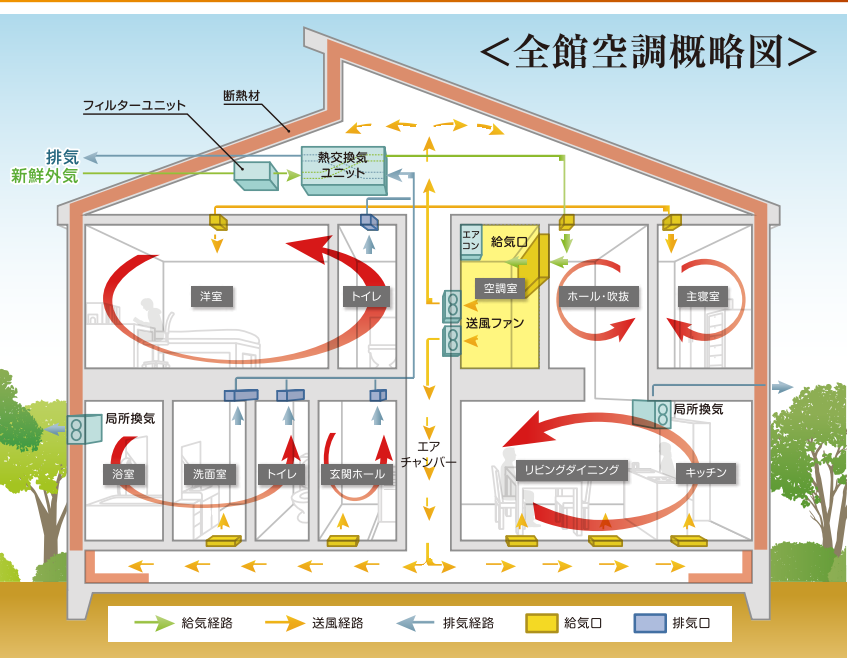 ＜全館空調概略図＞
断熱材
フィルターユニット
排気
新鮮外気
熱交換気
ユニット
エア
コン
給気口
空調室
洋室
トイレ
ホール・吹抜
主寝室
送風ファン
局所換気
局所換気
エア
チャンバー
浴室
洗面室
トイレ
玄関ホール
リビングダイニング
キッチン
給気経路
送風経路
排気経路
給気口
排気口